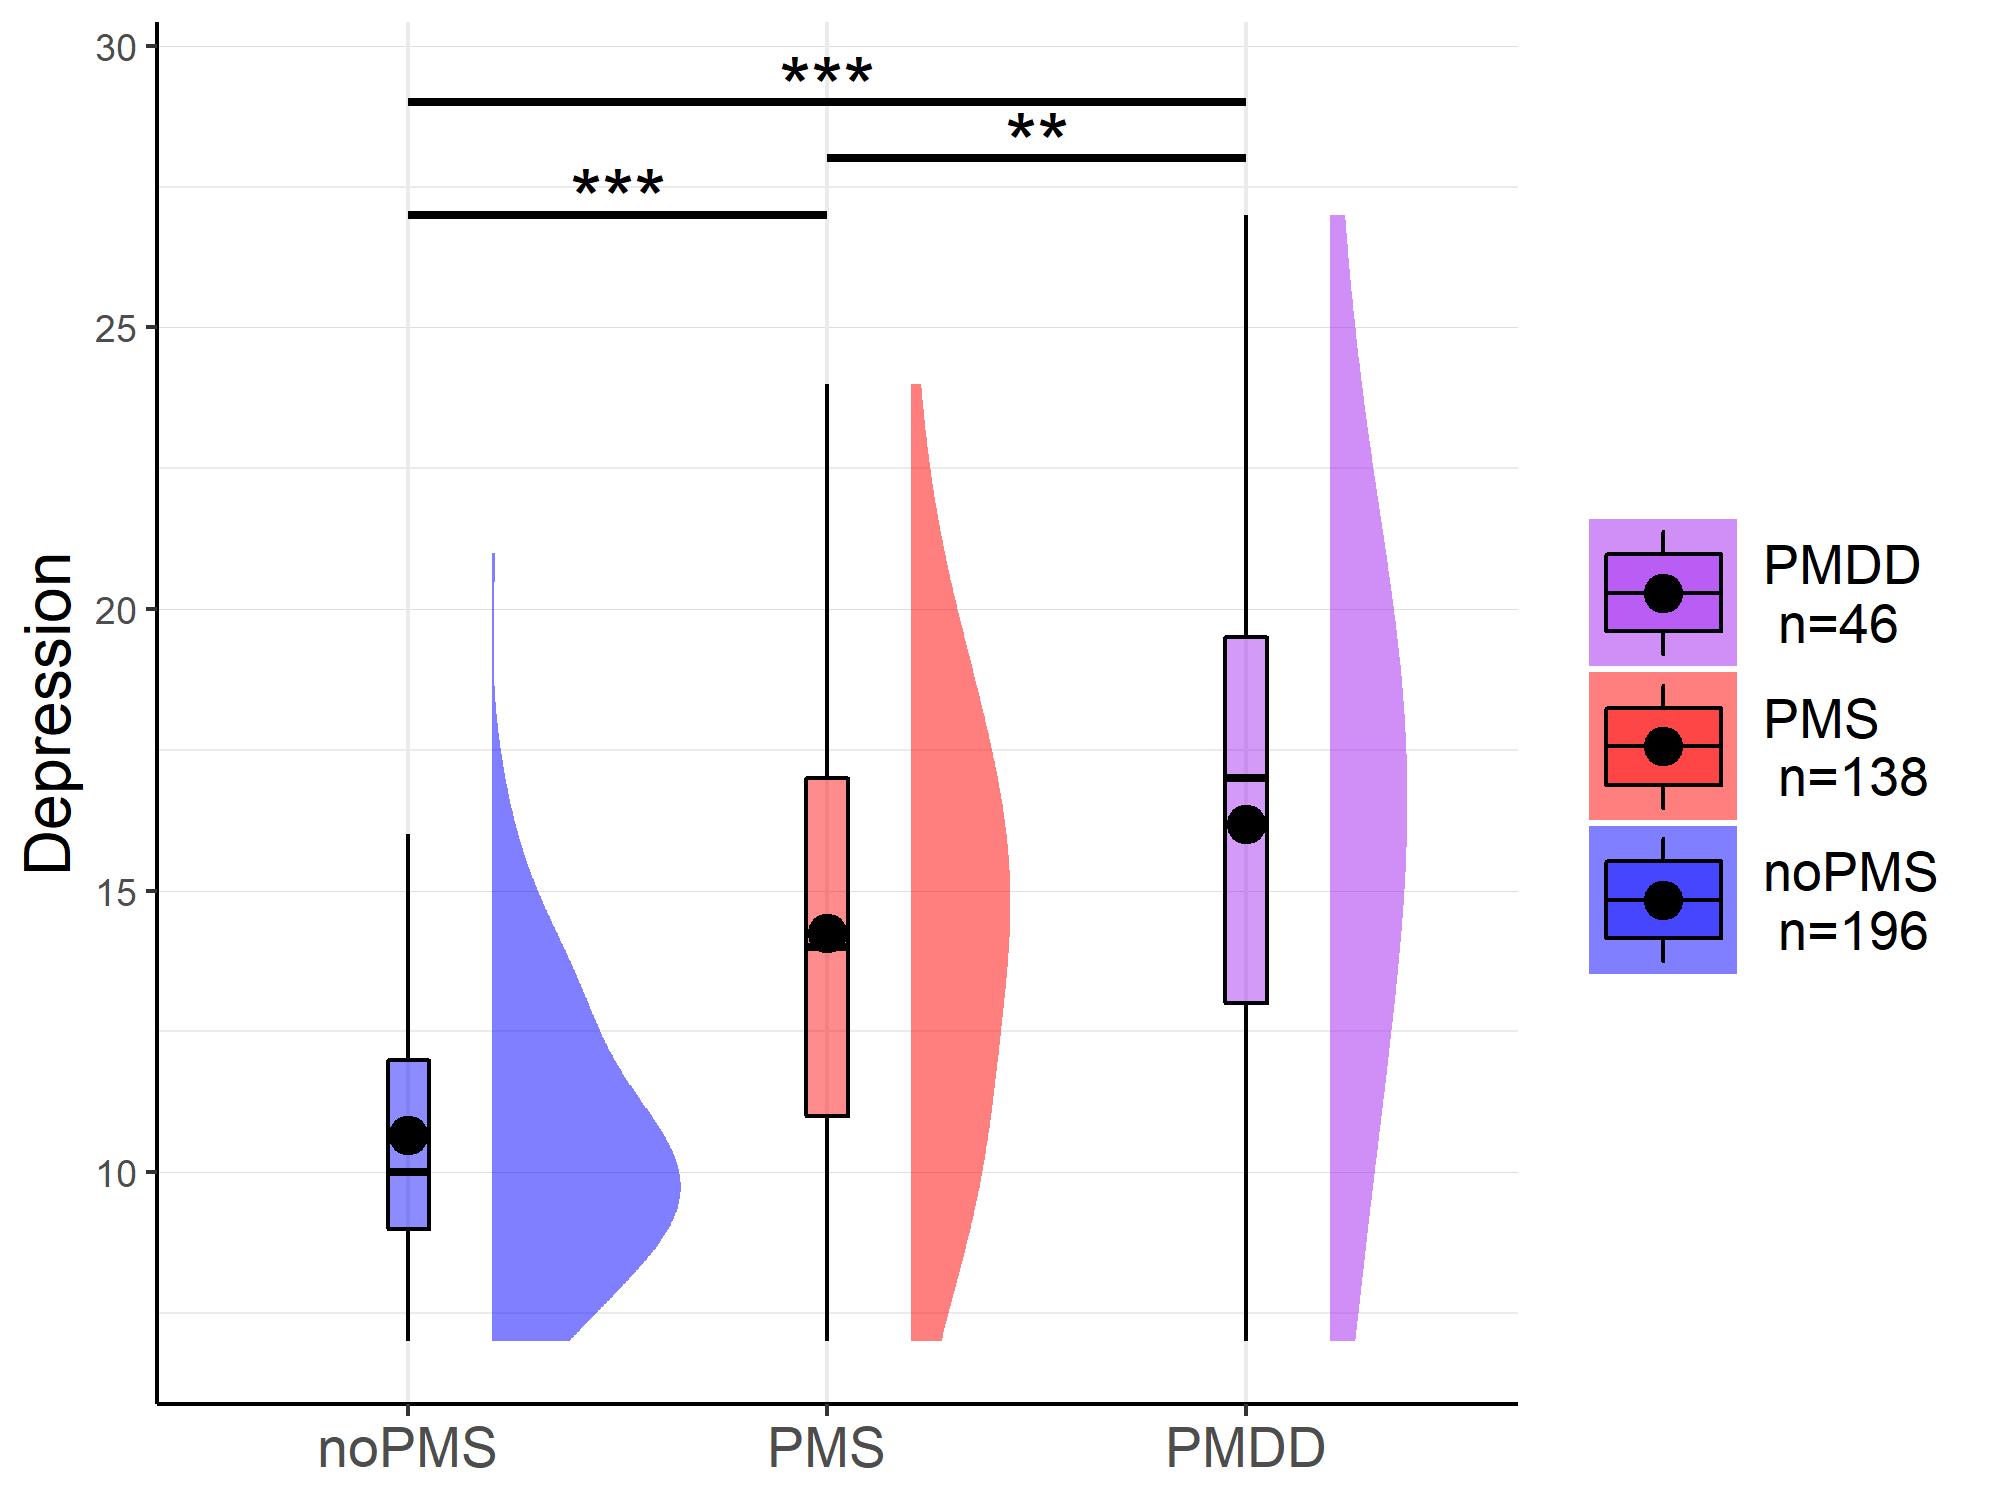 Depression
30
25
20
15
10
***
**
***
noPMS
PMS
PMDD
PMDD
n=46
PMS
n=138
noPMS
n=196